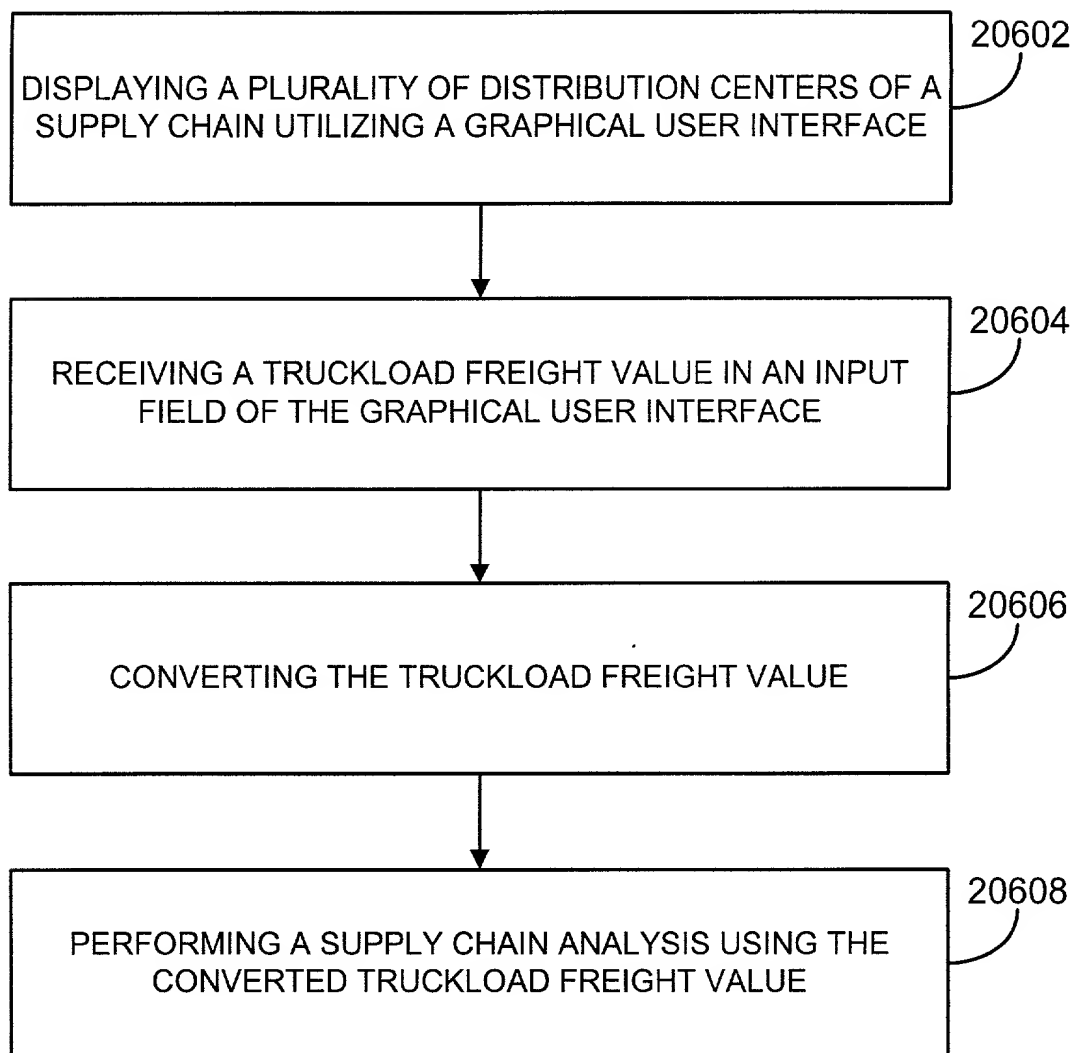 20602
DISPLAYING A PLURALITY OF DISTRIBUTION CENTERS OF A
SUPPLY CHAIN UTILIZING A GRAPHICAL USER INTERFACE
20604
RECEIVING A TRUCKLOAD FREIGHT VALUE IN AN INPUT
FIELD OF THE GRAPHICAL USER INTERFACE
20606
CONVERTING THE TRUCKLOAD FREIGHT VALUE
20608
PERFORMING A SUPPLY CHAIN ANALYSIS USING THE
CONVERTED TRUCKLOAD FREIGHT VALUE